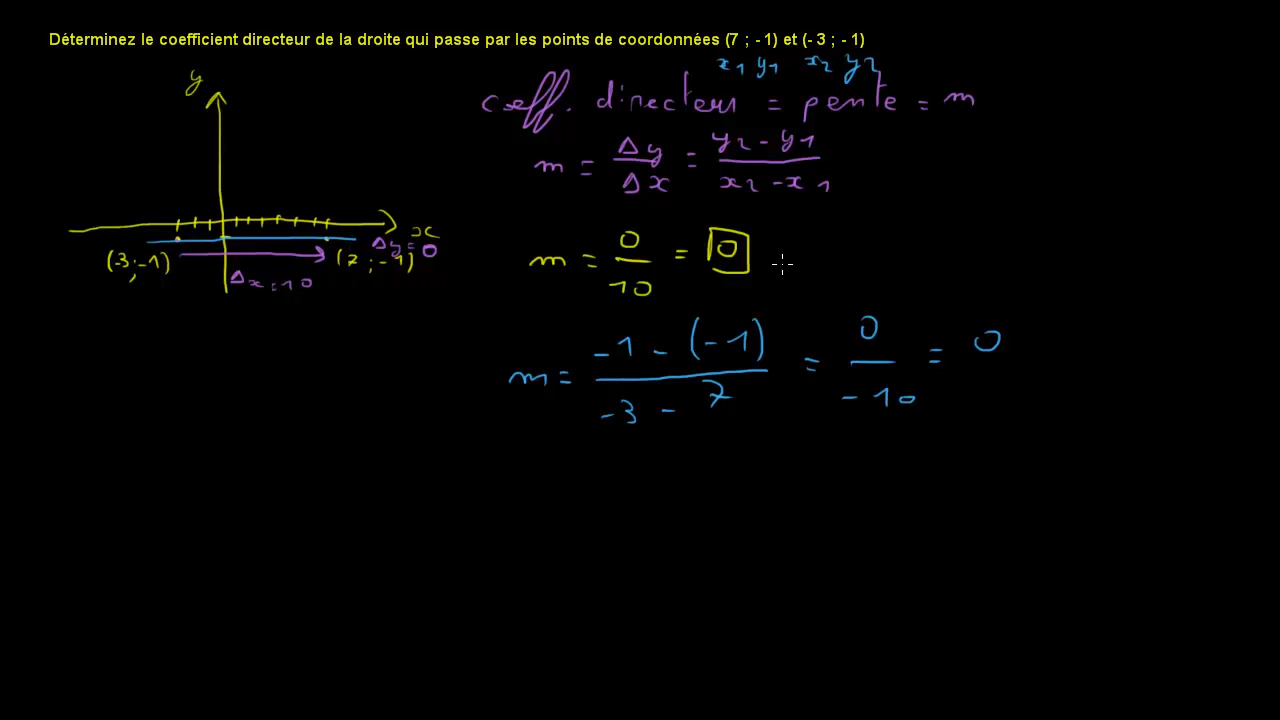 Déterminez le coefficient directeur de la droite qui passe par les points de coordonnées (7 ; - 1) et (- 3 ; - 1)
x1 y1 x2 y2
coeff. directeur = pente = m
m = Δy/Δx = (y2 - y1)/(x2 - x1)
y
x
Δy = 0
(-3 ; -1)
(7 ; -1)
Δx = 10
m = 0/10 = 0
m = (-1 - (-1))/(-3 - 7) = 0/(-10) = 0